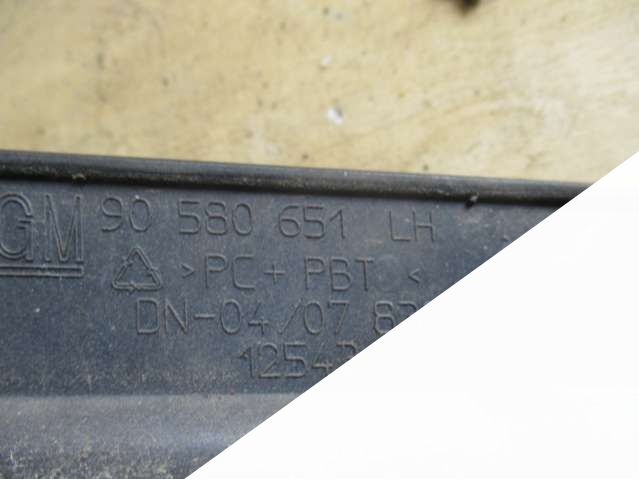 GM 90 580 651 LH
>PC + PBT <
DN-04/07